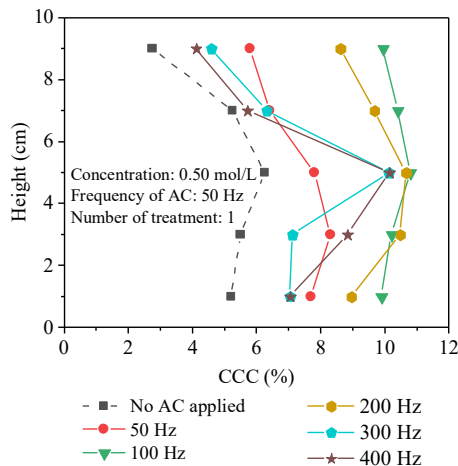 10
8
6
4
2
0
Height (cm)
Concentration: 0.50 mol/L
Frequency of AC: 50 Hz
Number of treatment: 1
0 2 4 6 8 10 12
CCC (%)
No AC applied
50 Hz
100 Hz
200 Hz
300 Hz
400 Hz